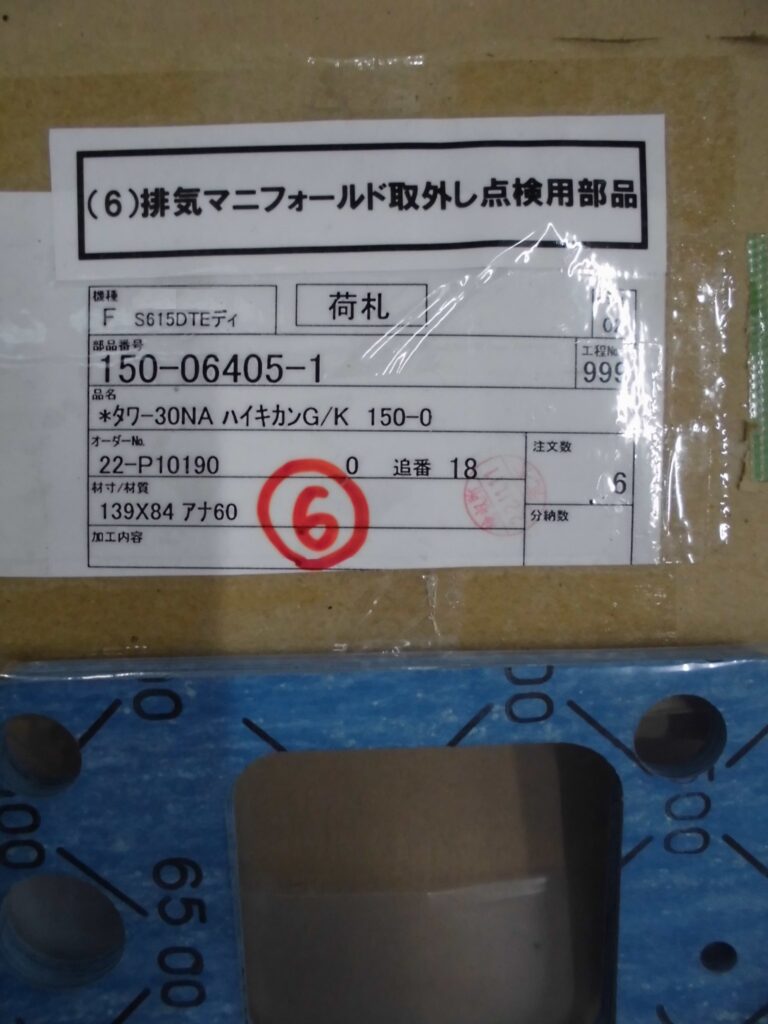 (6)排気マニフォールド取外し点検用部品
機種
F S615DTEディ
荷札
部品番号
150-06405-1
工程No.
999
品名
*タワー30NA ハイキカンG/K 150-0
オーダーNo.
22-P10190 0 追番 18
注文数
6
材寸/材質
139X84 アナ60
6
分納数
加工内容
00
00
00
6500